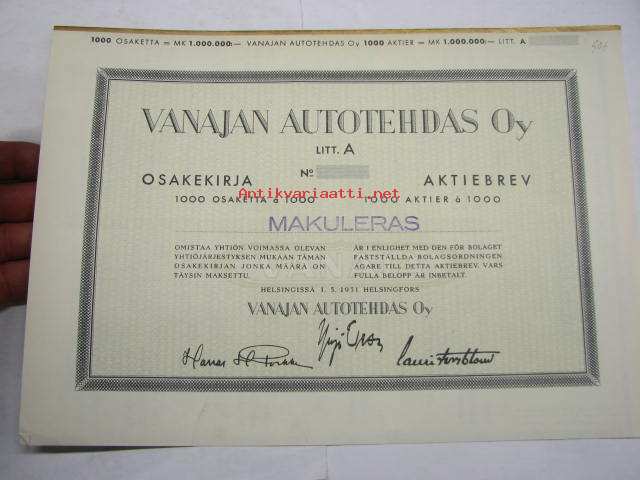 1000 OSAKETTA = MK 1.000.000:— VANAJAN AUTOTEHDAS Oy 1000 AKTIER = MK 1.000.000:— LITT. A
VANAJAN AUTOTEHDAS Oy
LITT. A
No
OSAKEKIRJA AKTIEBREV
1000 OSAKETTA à 1000 1000 AKTIER à 1000
Antikvariaatti.net
MAKULERAS
OMISTAA YHTIÖN VOIMASSA OLEVAN
YHTIÖJÄRJESTYKSEN MUKAAN TÄMÄN
OSAKEKIRJAN JONKA MÄÄRÄ ON
TÄYSIN MAKSETTU.
ÄR I ENLIGHET MED DEN FÖR BOLAGET
FASTSTÄLLDA BOLAGSORDNINGEN
ÄGARE TILL DETTA AKTIEBREV, VARS
FULLA BELOPP ÄR INBETALT.
HELSINGISSÄ 1. 5. 1951 HELSINGFORS
VANAJAN AUTOTEHDAS Oy